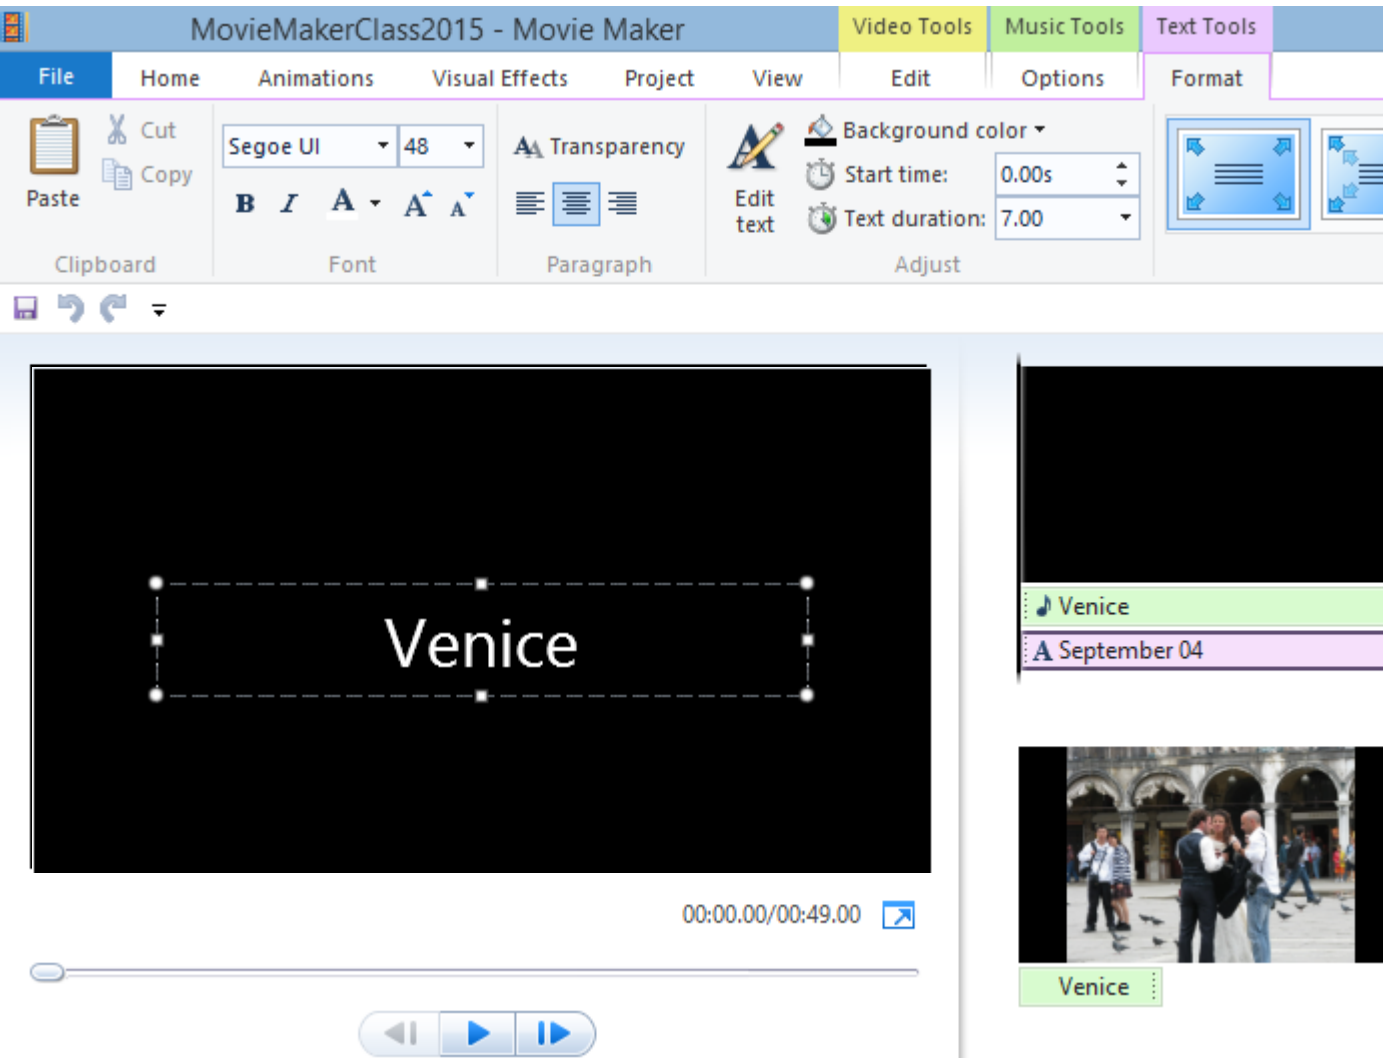 MovieMakerClass2015 - Movie Maker
Video Tools
Music Tools
Text Tools
File
Home
Animations
Visual Effects
Project
View
Edit
Options
Format
Paste
Cut
Copy
Clipboard
Segoe UI
48
B I A A A
Font
AA Transparency
Paragraph
Edit
text
Background color
Start time: 0.00s
Text duration: 7.00
Adjust
Venice
00:00.00/00:49.00
Venice
A September 04
Venice